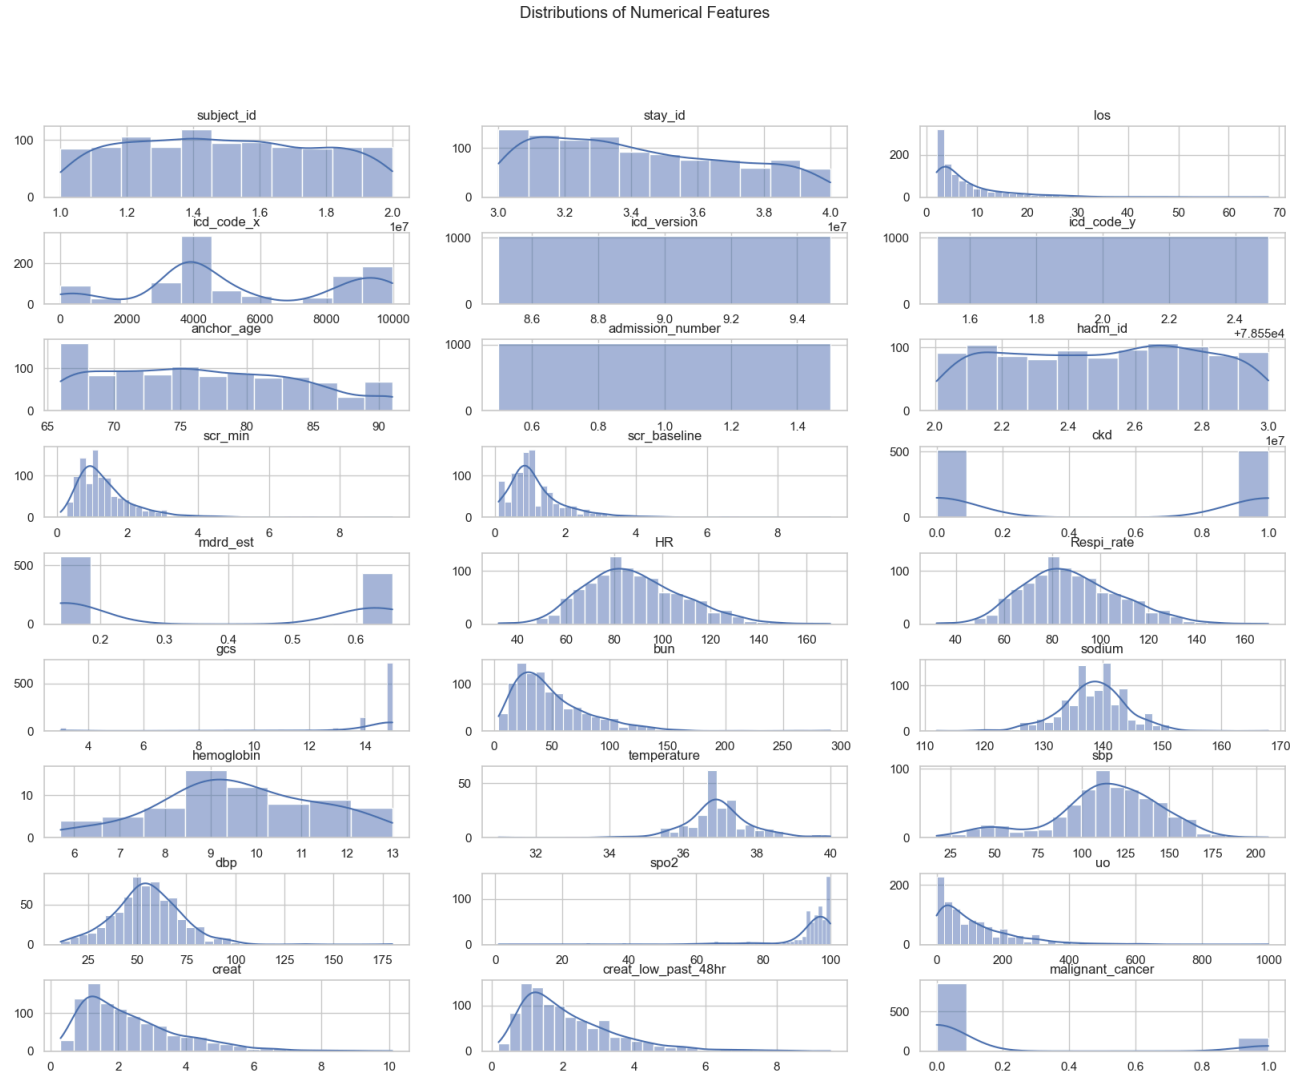 Distributions of Numerical Features
subject_id
100
0
1.0 1.2 1.4 1.6 1.8 2.0
1e7
stay_id
100
0
3.0 3.2 3.4 3.6 3.8 4.0
1e7
los
200
0
0 10 20 30 40 50 60 70
icd_code_x
200
0
0 2000 4000 6000 8000 10000
icd_version
1000
0
8.6 8.8 9.0 9.2 9.4
icd_code_y
1000
0
1.6 1.8 2.0 2.2 2.4
+7.855e4
anchor_age
100
0
65 70 75 80 85 90
admission_number
1000
0
0.6 0.8 1.0 1.2 1.4
hadm_id
100
0
2.0 2.2 2.4 2.6 2.8 3.0
1e7
scr_min
100
0
0 2 4 6 8
scr_baseline
100
0
0 2 4 6 8
ckd
500
0
0.0 0.2 0.4 0.6 0.8 1.0
mdrd_est
500
0
0.2 0.3 0.4 0.5 0.6
HR
100
0
40 60 80 100 120 140 160
Respi_rate
100
0
40 60 80 100 120 140 160
gcs
500
0
4 6 8 10 12 14
bun
100
0
0 50 100 150 200 250 300
sodium
100
0
110 120 130 140 150 160 170
hemoglobin
10
0
6 7 8 9 10 11 12 13
temperature
50
0
32 34 36 38 40
sbp
100
0
25 50 75 100 125 150 175 200
dbp
50
0
25 50 75 100 125 150 175
spo2
100
0
0 20 40 60 80 100
uo
200
0
0 200 400 600 800 1000
creat
100
0
2 4 6 8 10
creat_low_past_48hr
100
0
0 2 4 6 8
malignant_cancer
500
0
0.0 0.2 0.4 0.6 0.8 1.0